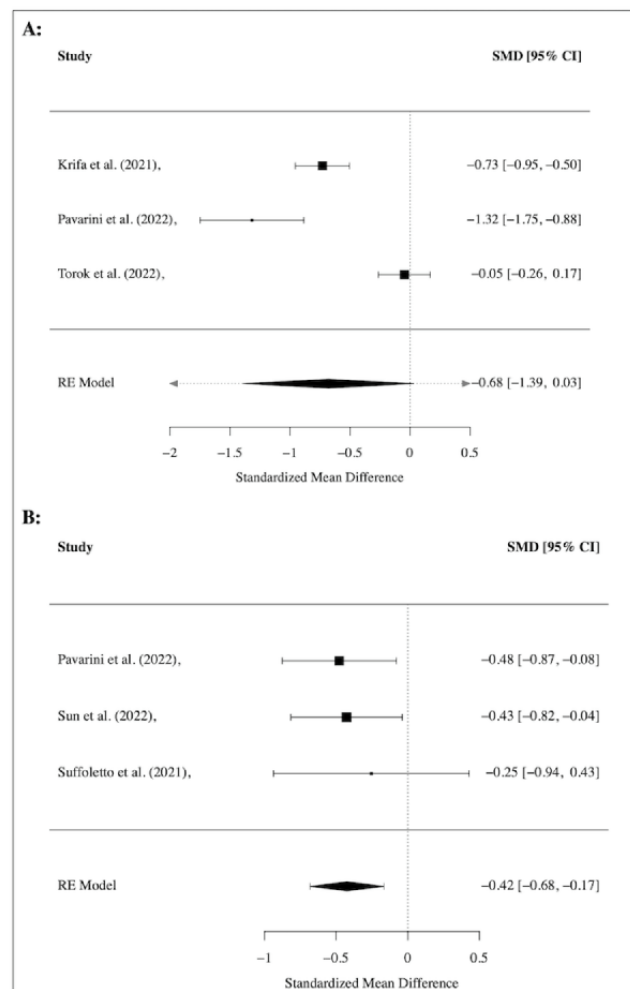 A:
Study SMD [95% CI]
Krifa et al. (2021), −0.73 [−0.95, −0.50]
Pavarini et al. (2022), −1.32 [−1.75, −0.88]
Torok et al. (2022), −0.05 [−0.26, 0.17]
RE Model −0.68 [−1.39, 0.03]
−2 −1.5 −1 −0.5 0 0.5
Standardized Mean Difference
B:
Study SMD [95% CI]
Pavarini et al. (2022), −0.48 [−0.87, −0.08]
Sun et al. (2022), −0.43 [−0.82, −0.04]
Suffoletto et al. (2021), −0.25 [−0.94, 0.43]
RE Model −0.42 [−0.68, −0.17]
−1 −0.5 0 0.5
Standardized Mean Difference